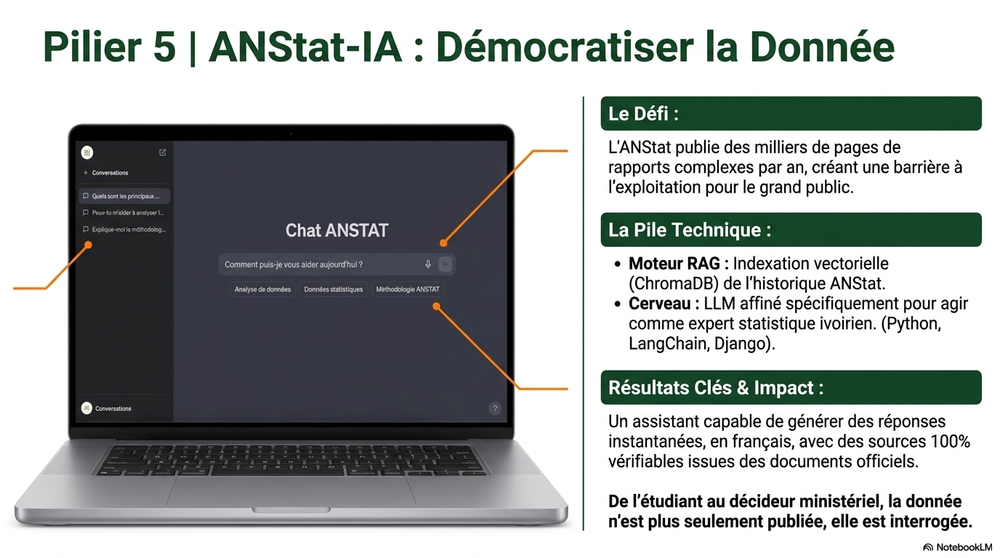 Pilier 5 | ANStat-IA : Démocratiser la Donnée
Conversations
Quels sont les principaux....
Peux-tu m'aider à analyser l...
Explique-moi la méthodolog...
Chat ANSTAT
Comment puis-je vous aider aujourd'hui ?
Analyse de données
Données statistiques
Méthodologie ANSTAT
Conversations
?
Le Défi :
L'ANStat publie des milliers de pages de
rapports complexes par an, créant une barrière à
l'exploitation pour le grand public.
La Pile Technique :
• Moteur RAG : Indexation vectorielle
(ChromaDB) de l'historique ANStat.
• Cerveau : LLM affiné spécifiquement pour agir
comme expert statistique ivoirien. (Python,
LangChain, Django).
Résultats Clés & Impact :
Un assistant capable de générer des réponses
instantanées, en français, avec des sources 100%
vérifiables issues des documents officiels.
De l'étudiant au décideur ministériel, la donnée
n'est plus seulement publiée, elle est interrogée.
NotebookLM